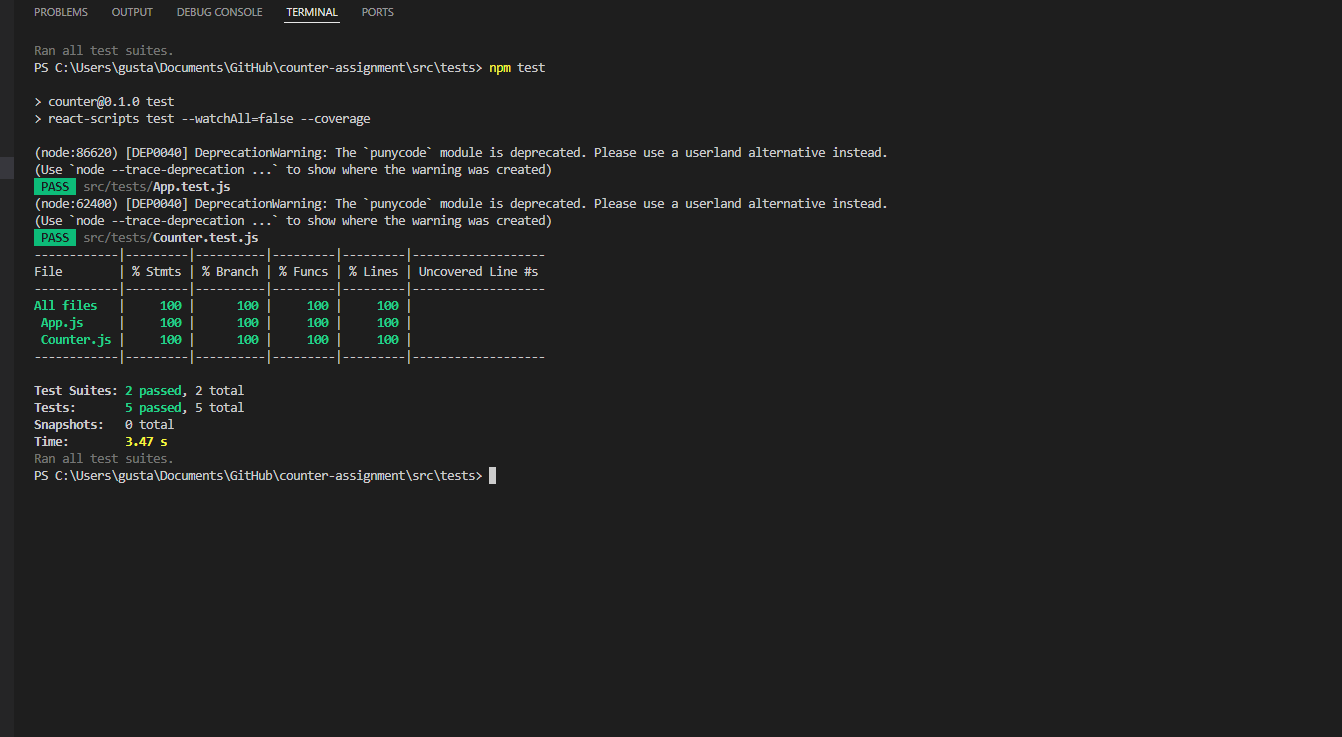 PROBLEMS OUTPUT DEBUG CONSOLE TERMINAL PORTS
Ran all test suites.
PS C:\Users\gusta\Documents\GitHub\counter-assignment\src\tests> npm test
> counter@0.1.0 test
> react-scripts test --watchAll=false --coverage
(node:86620) [DEP0040] DeprecationWarning: The `punycode` module is deprecated. Please use a userland alternative instead.
(Use `node --trace-deprecation ...` to show where the warning was created)
PASS src/tests/App.test.js
(node:62400) [DEP0040] DeprecationWarning: The `punycode` module is deprecated. Please use a userland alternative instead.
(Use `node --trace-deprecation ...` to show where the warning was created)
PASS src/tests/Counter.test.js
------------|---------|----------|---------|---------|-------------------
File        | % Stmts | % Branch | % Funcs | % Lines | Uncovered Line #s
------------|---------|----------|---------|---------|-------------------
All files   |     100 |      100 |     100 |     100 |
 App.js     |     100 |      100 |     100 |     100 |
 Counter.js |     100 |      100 |     100 |     100 |
------------|---------|----------|---------|---------|-------------------
Test Suites: 2 passed, 2 total
Tests:       5 passed, 5 total
Snapshots:   0 total
Time:        3.47 s
Ran all test suites.
PS C:\Users\gusta\Documents\GitHub\counter-assignment\src\tests>